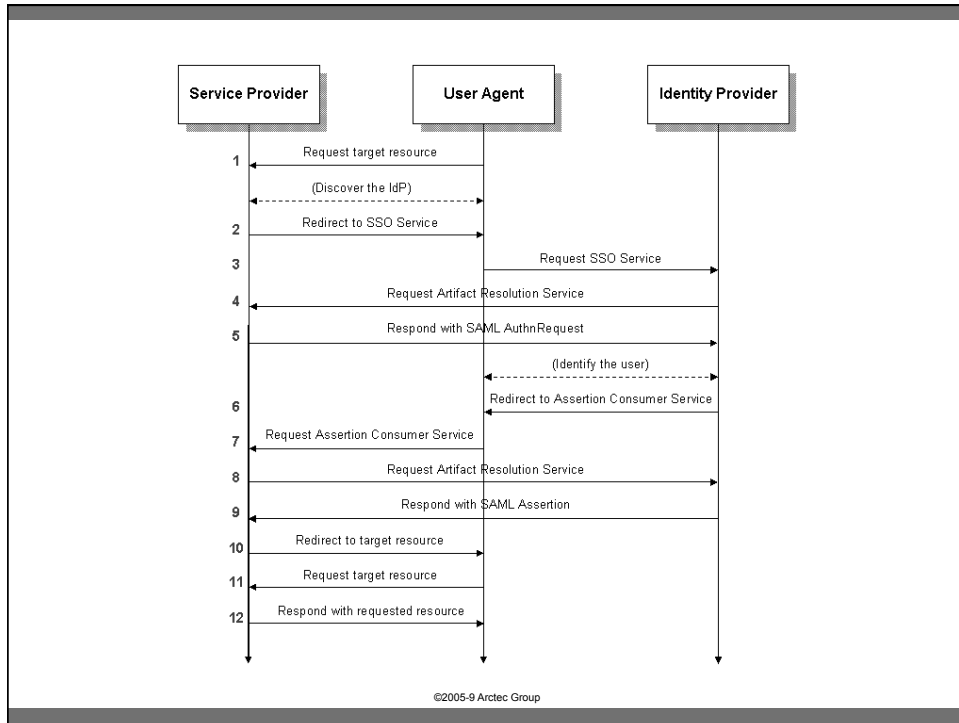 Service Provider
User Agent
Identity Provider
1
Request target resource
(Discover the IdP)
2
Redirect to SSO Service
3
Request SSO Service
4
Request Artifact Resolution Service
5
Respond with SAML AuthnRequest
(Identify the user)
6
Redirect to Assertion Consumer Service
7
Request Assertion Consumer Service
8
Request Artifact Resolution Service
9
Respond with SAML Assertion
10
Redirect to target resource
11
Request target resource
12
Respond with requested resource
©2005-9 Arctec Group